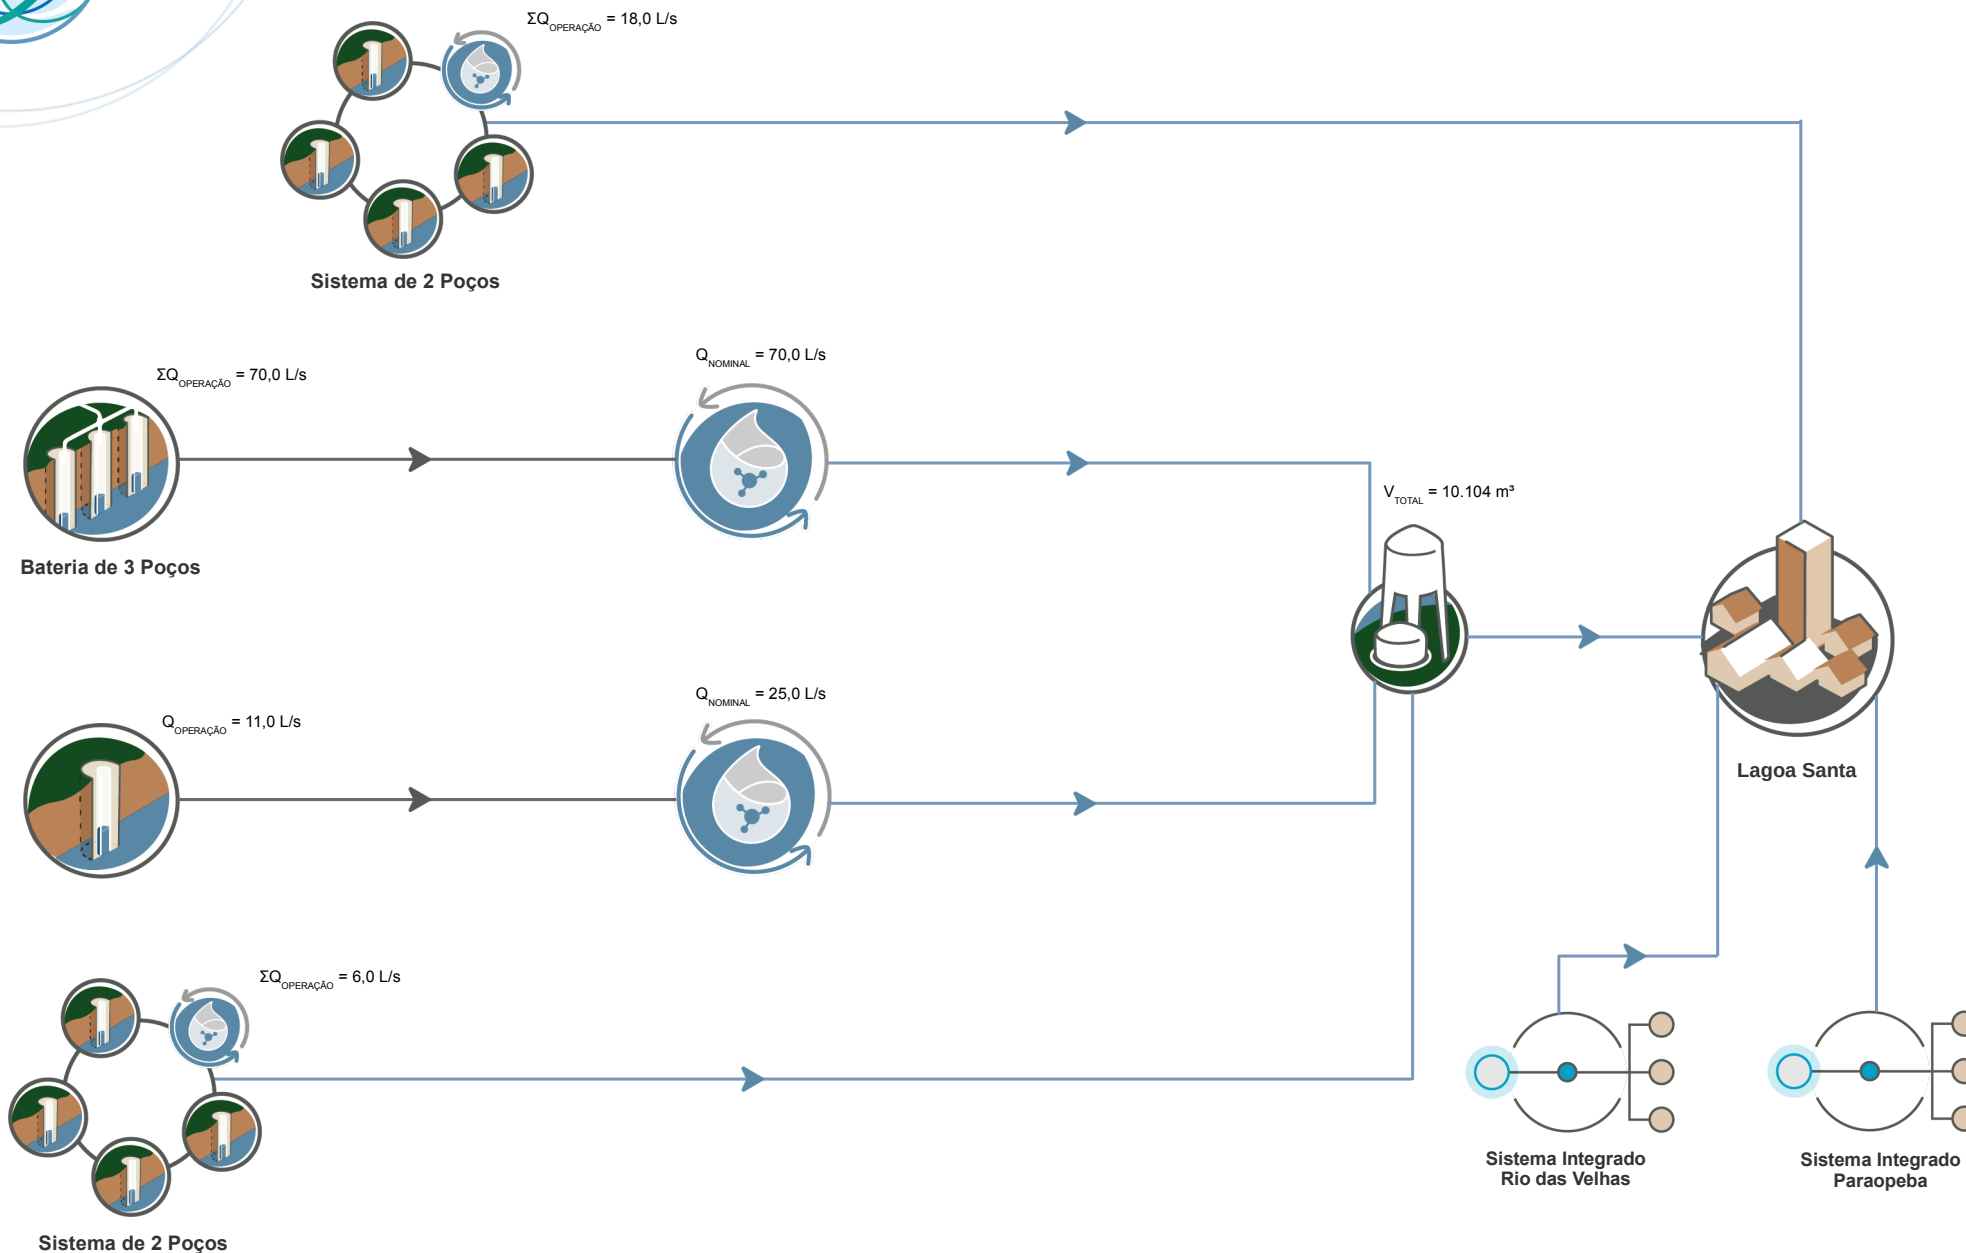 ΣQOPERAÇÃO = 18,0 L/s
Sistema de 2 Poços
ΣQOPERAÇÃO = 70,0 L/s
QNOMINAL = 70,0 L/s
Bateria de 3 Poços
VTOTAL = 10.104 m³
QOPERAÇÃO = 11,0 L/s
QNOMINAL = 25,0 L/s
Lagoa Santa
ΣQOPERAÇÃO = 6,0 L/s
Sistema de 2 Poços
Sistema Integrado
Rio das Velhas
Sistema Integrado
Paraopeba